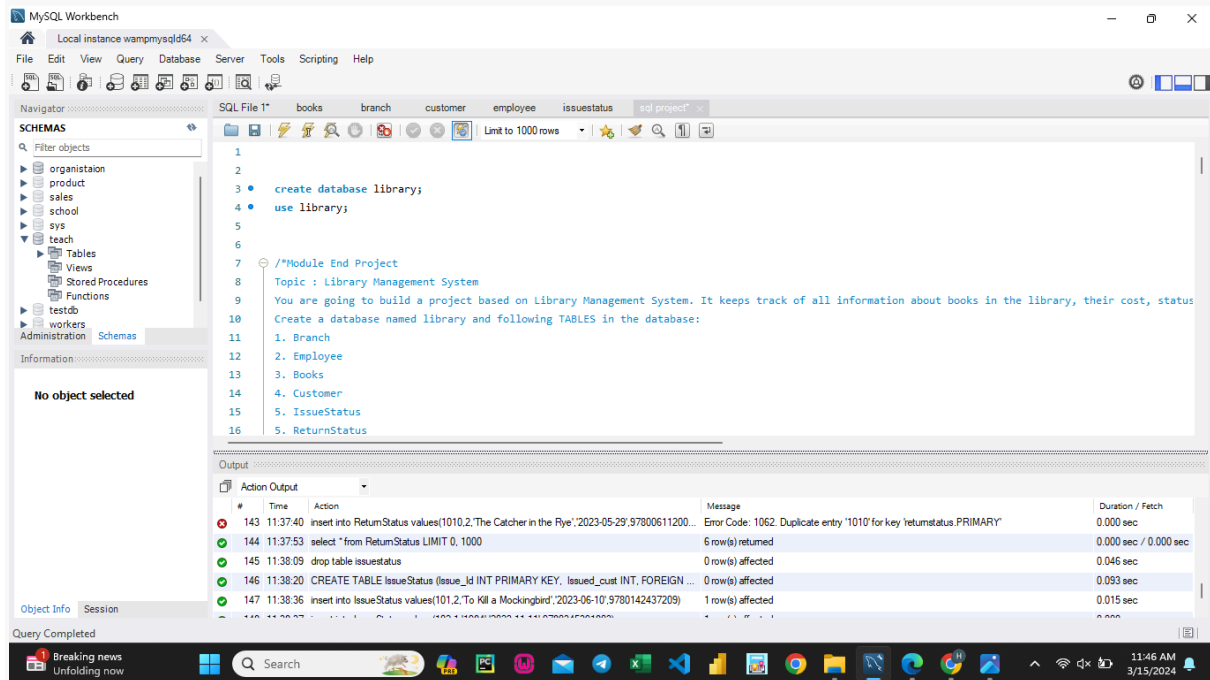 MySQL Workbench
Local instance wampmysqld64 ×
File Edit View Query Database Server Tools Scripting Help
Navigator
SCHEMAS
Filter objects
organistaion
product
sales
school
sys
teach
Tables
Views
Stored Procedures
Functions
testdb
workers
Administration Schemas
Information
No object selected
Object Info Session
SQL File 1* books branch customer employee issuestatus sql project* ×
Limit to 1000 rows
1
2
3 create database library;
4 use library;
5
6
7 /*Module End Project
8 Topic : Library Management System
9 You are going to build a project based on Library Management System. It keeps track of all information about books in the library, their cost, status
10 Create a database named library and following TABLES in the database:
11 1. Branch
12 2. Employee
13 3. Books
14 4. Customer
15 5. IssueStatus
16 5. ReturnStatus
Output
Action Output
# Time Action Message Duration / Fetch
143 11:37:40 insert into ReturnStatus values(1010,2,'The Catcher in the Rye','2023-05-29',97800611200... Error Code: 1062. Duplicate entry '1010' for key 'returnstatus.PRIMARY' 0.000 sec
144 11:37:53 select * from ReturnStatus LIMIT 0, 1000 6 row(s) returned 0.000 sec / 0.000 sec
145 11:38:09 drop table issuestatus 0 row(s) affected 0.046 sec
146 11:38:20 CREATE TABLE IssueStatus (Issue_Id INT PRIMARY KEY, Issued_cust INT, FOREIGN ... 0 row(s) affected 0.093 sec
147 11:38:36 insert into IssueStatus values(101,2,'To Kill a Mockingbird','2023-06-10',9780142437209) 1 row(s) affected 0.015 sec
Query Completed
1 Breaking news
Unfolding now
Search
11:46 AM
3/15/2024